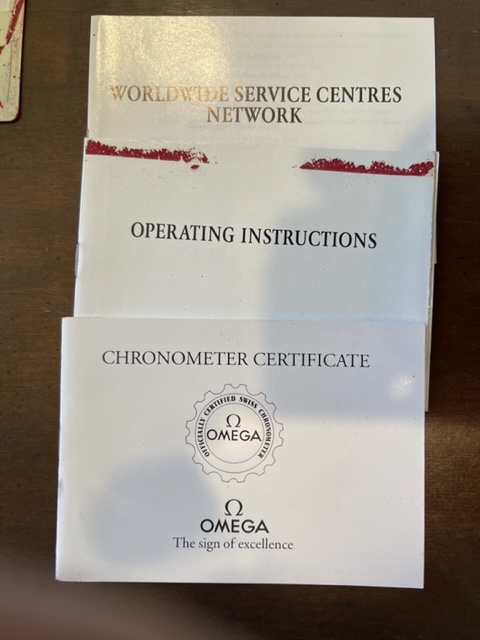 WORLDWIDE SERVICE CENTRES
NETWORK
OPERATING INSTRUCTIONS
CHRONOMETER CERTIFICATE
OFFICIALLY CERTIFIED SWISS CHRONOMETER
Ω
OMEGA
Ω
OMEGA
The sign of excellence